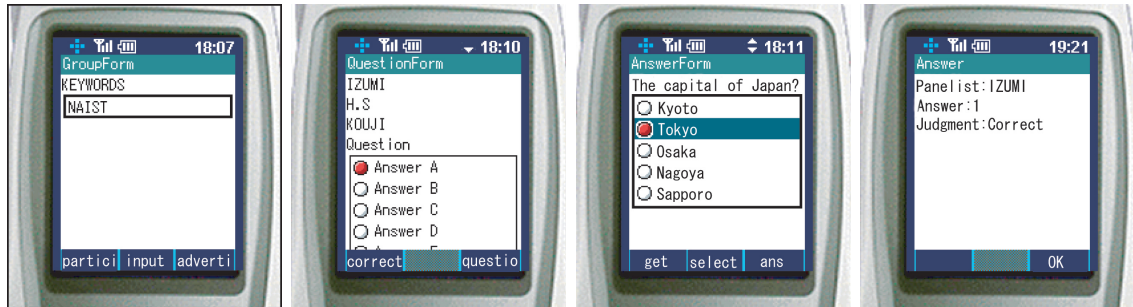 18:07
GroupForm
KEYWORDS
NAIST
partici input adverti
18:10
QuestionForm
IZUMI
H.S
KOUJI
Question
Answer A
Answer B
Answer C
Answer D
correct questio
18:11
AnswerForm
The capital of Japan?
Kyoto
Tokyo
Osaka
Nagoya
Sapporo
get select ans
19:21
Answer
Panelist:IZUMI
Answer:1
Judgment:Correct
OK